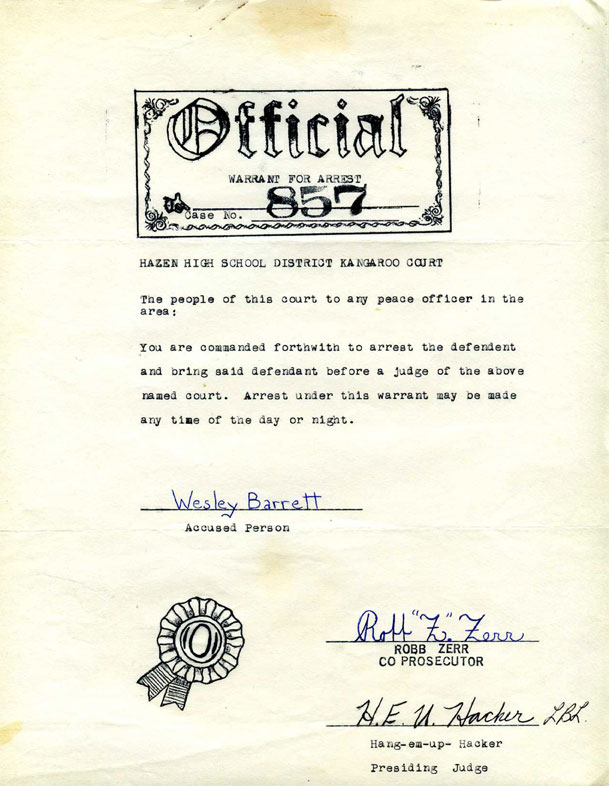 Official
WARRANT FOR ARREST
Case No. 857
HAZEN HIGH SCHOOL DISTRICT KANGAROO COURT
The people of this court to any peace officer in the
area:
You are commanded forthwith to arrest the defendent
and bring said defendant before a judge of the above
named court. Arrest under this warrant may be made
any time of the day or night.
Wesley Barrett
Accused Person
O
Robb "Z" Zerr
ROBB ZERR
CO PROSECUTOR
H.E.U. Hacker LBL.
Hang-em-up- Hacker
Presiding Judge